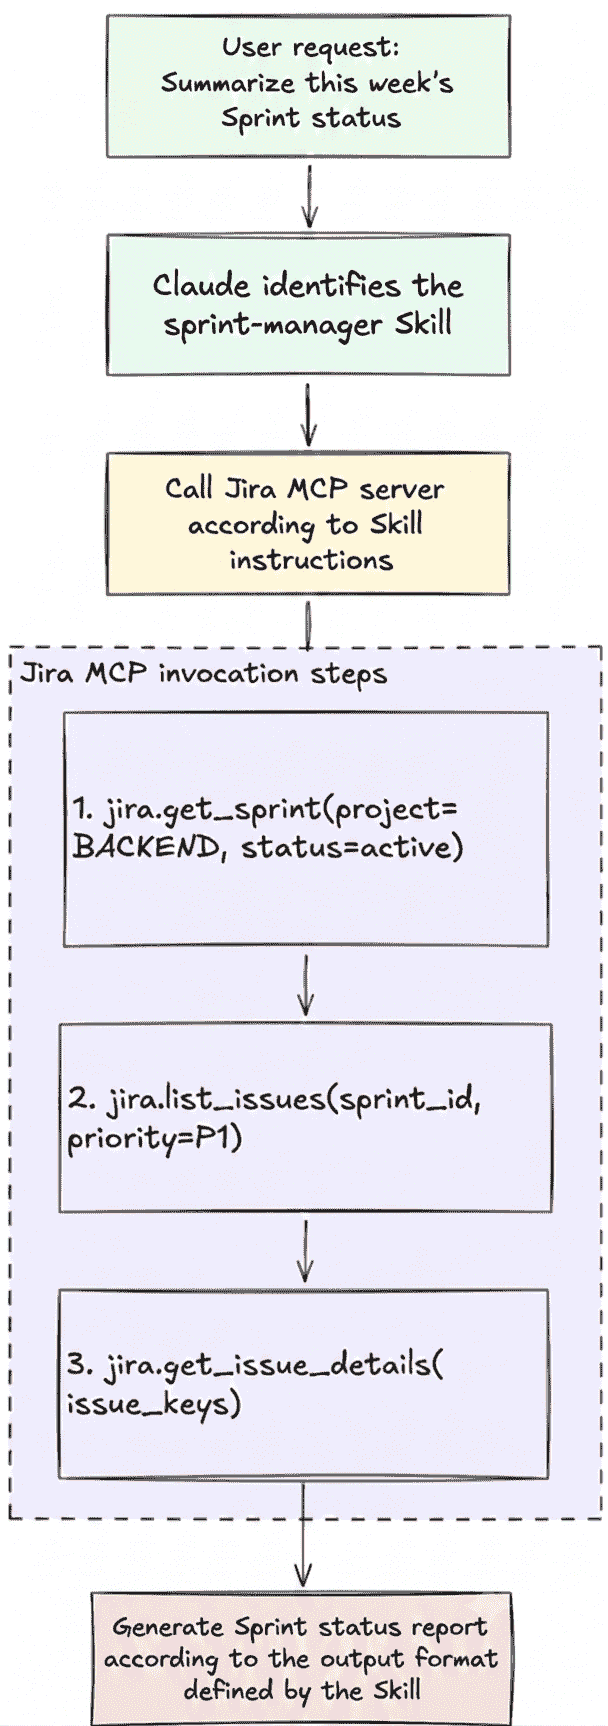 User request:
Summarize this week's
Sprint status
Claude identifies the
sprint-manager Skill
Call Jira MCP server
according to Skill
instructions
Jira MCP invocation steps
1. jira.get_sprint(project=
BACKEND, status=active)
2. jira.list_issues(sprint_id,
priority=P1)
3. jira.get_issue_details(
issue_keys)
Generate Sprint status report
according to the output format
defined by the Skill